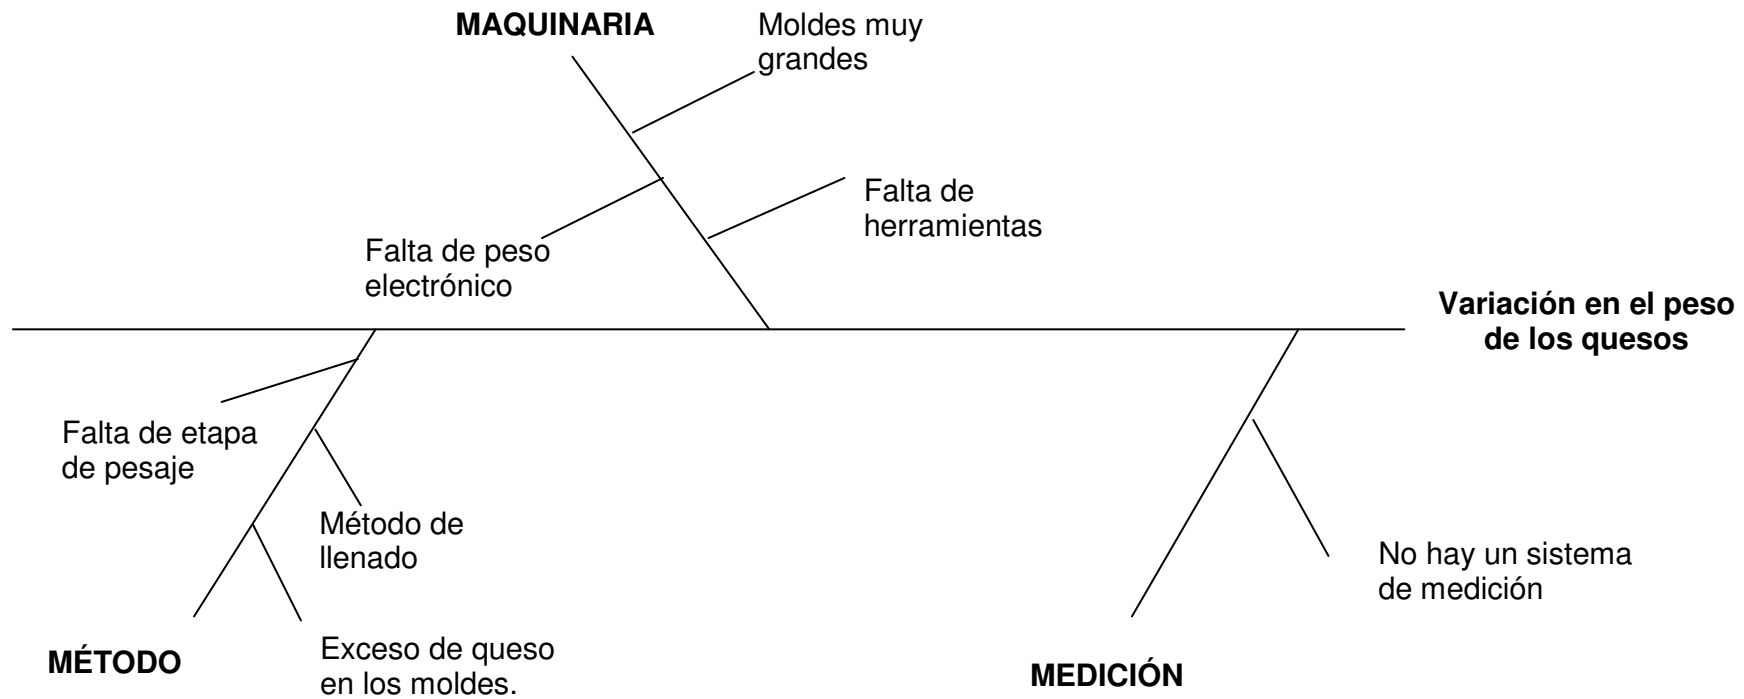 MAQUINARIA
Moldes muy
grandes
Falta de
herramientas
Falta de peso
electrónico
Variación en el peso
de los quesos
Falta de etapa
de pesaje
Método de
llenado
No hay un sistema
de medición
Exceso de queso
en los moldes.
MÉTODO
MEDICIÓN